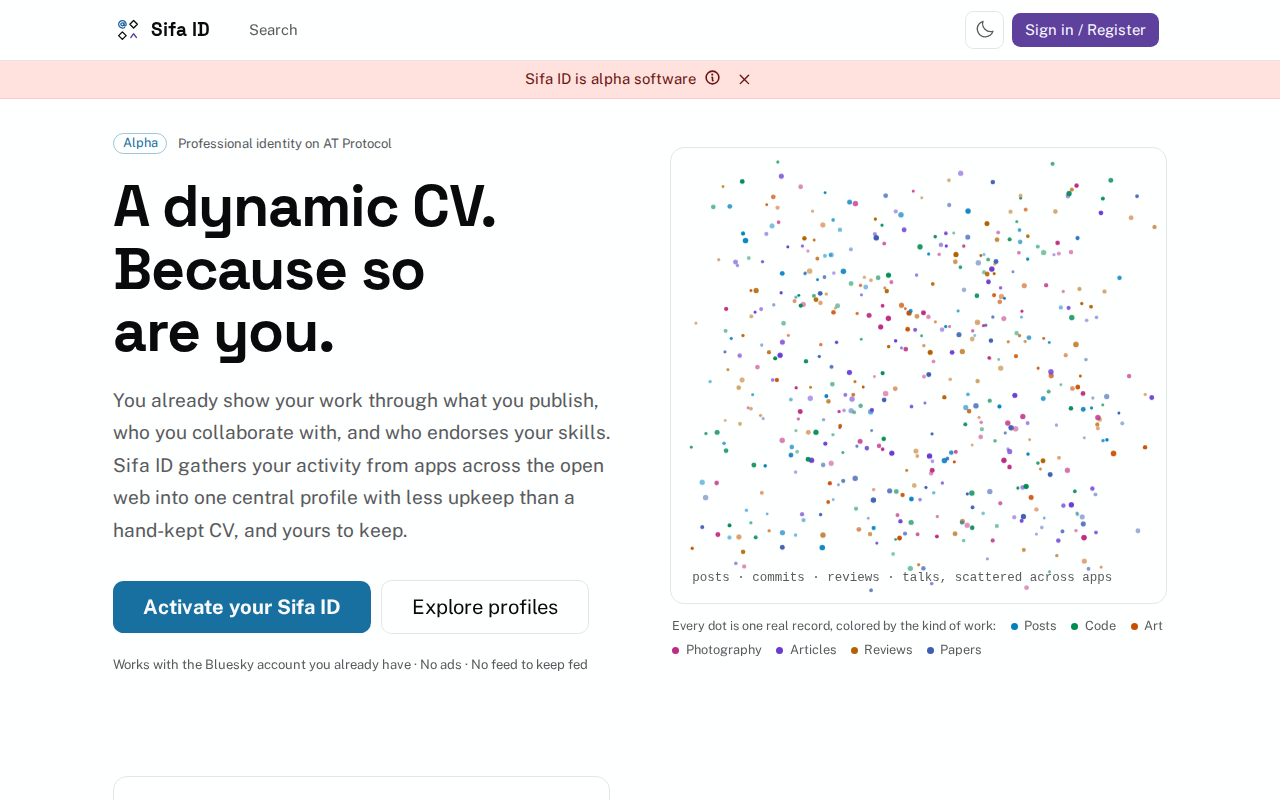 Sifa ID
Search
Sign in / Register
Sifa ID is alpha software
Alpha
Professional identity on AT Protocol
A dynamic CV.
Because so
are you.
You already show your work through what you publish,
who you collaborate with, and who endorses your skills.
Sifa ID gathers your activity from apps across the open
web into one central profile with less upkeep than a
hand-kept CV, and yours to keep.
Activate your Sifa ID
Explore profiles
Works with the Bluesky account you already have · No ads · No feed to keep fed
posts · commits · reviews · talks, scattered across apps
Every dot is one real record, colored by the kind of work: Posts Code Art
Photography Articles Reviews Papers